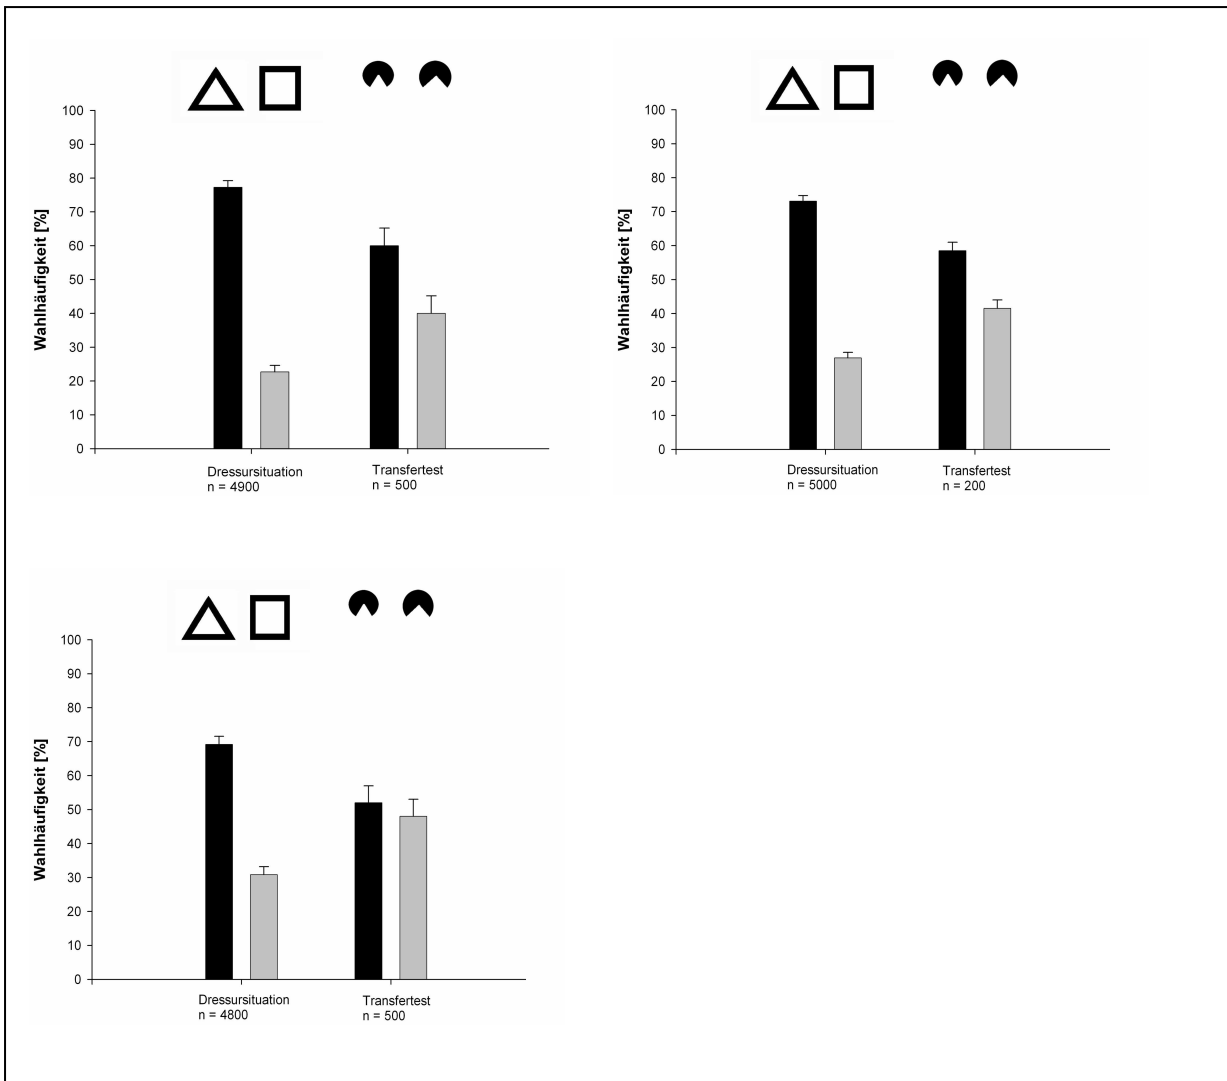 100
90
80
70
60
50
40
30
20
10
0
Wahlhäufigkeit [%]
Dressursituation
n = 4900
Transfertest
n = 500
100
90
80
70
60
50
40
30
20
10
0
Wahlhäufigkeit [%]
Dressursituation
n = 5000
Transfertest
n = 200
100
90
80
70
60
50
40
30
20
10
0
Wahlhäufigkeit [%]
Dressursituation
n = 4800
Transfertest
n = 500